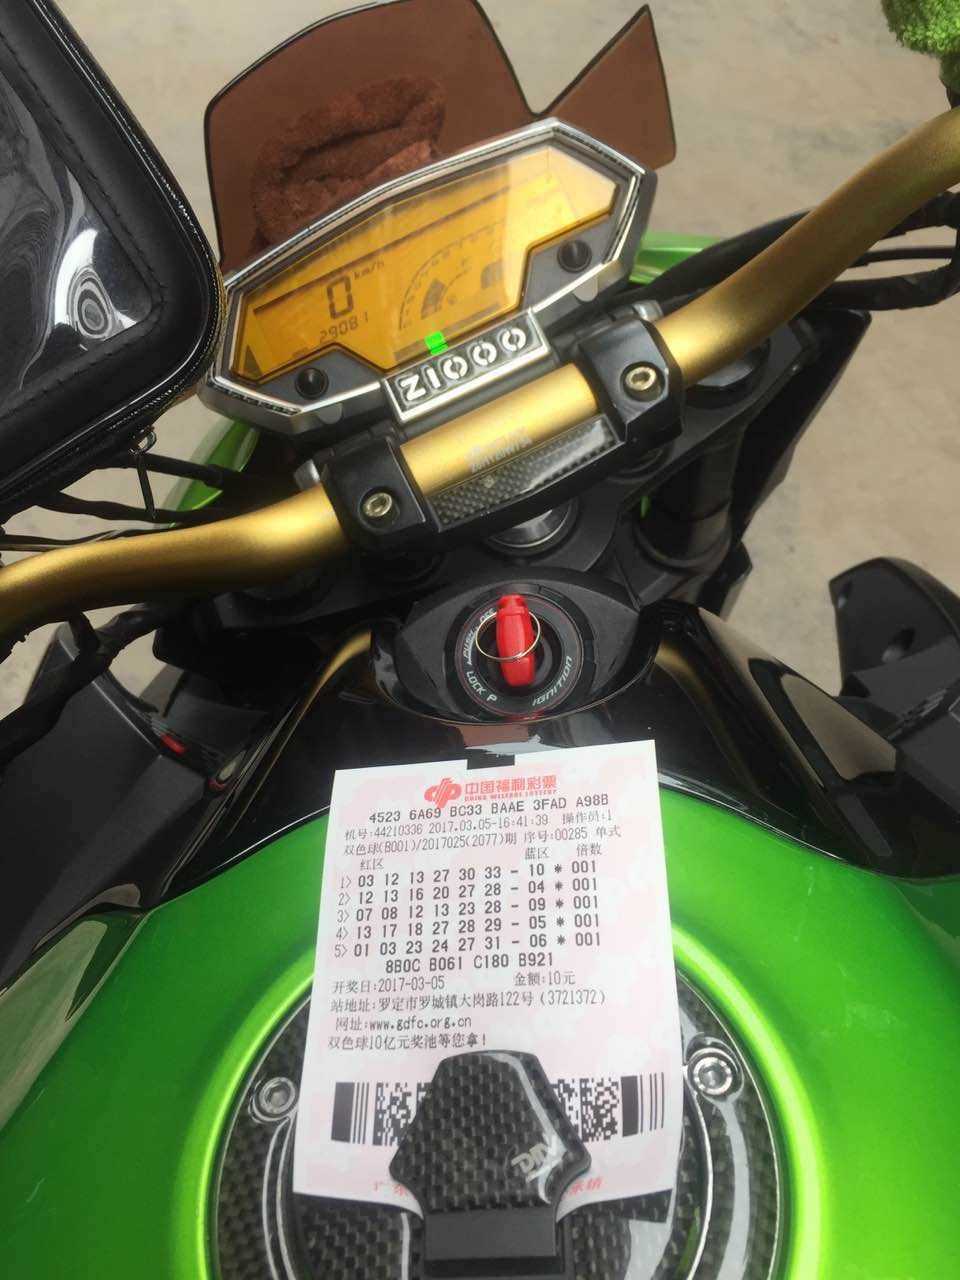 0 km/h
29081
Z1000
PUSH OFF
LOCK P IGNITION
中国福利彩票
CHINA WELFARE LOTTERY
4523 6A69 BC33 BAAE 3FAD A98B
机号:44210336 2017.03.05-16:41:39 操作员:1
双色球(B001)/2017025(2077)期 序号:00285 单式
红区 蓝区 倍数
1> 03 12 13 27 30 33 - 10 * 001
2> 12 13 16 20 27 28 - 04 * 001
3> 07 08 12 13 23 28 - 09 * 001
4> 13 17 18 27 28 29 - 05 * 001
5> 01 03 23 24 27 31 - 06 * 001
8B0C B061 C180 B921
开奖日:2017-03-05 金额:10元
站地址:罗定市罗城镇大岗路122号(3721372)
网址:www.gdfc.org.cn
双色球10亿元奖池等您拿!